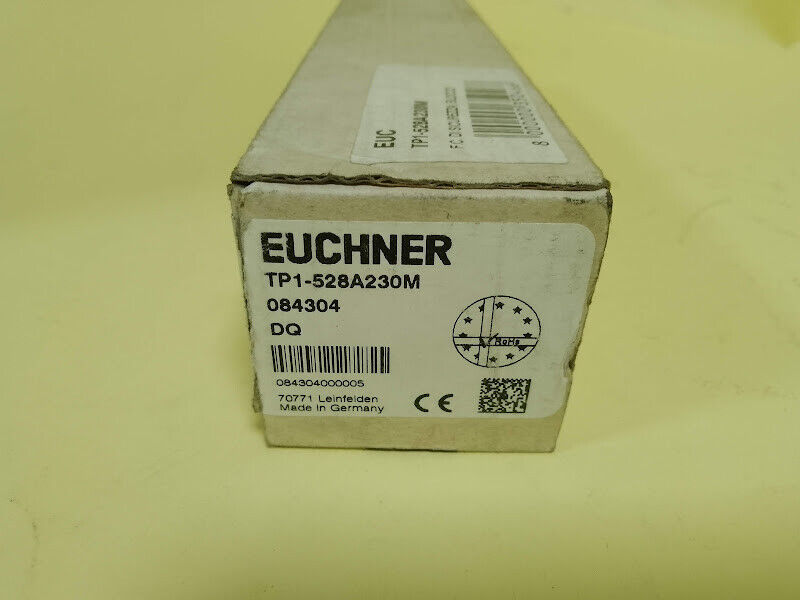 EUC
TP1-528A230M
EUCHNER
TP1-528A230M
084304
DQ
RoHs
084304000005
70771 Leinfelden
Made in Germany
CE